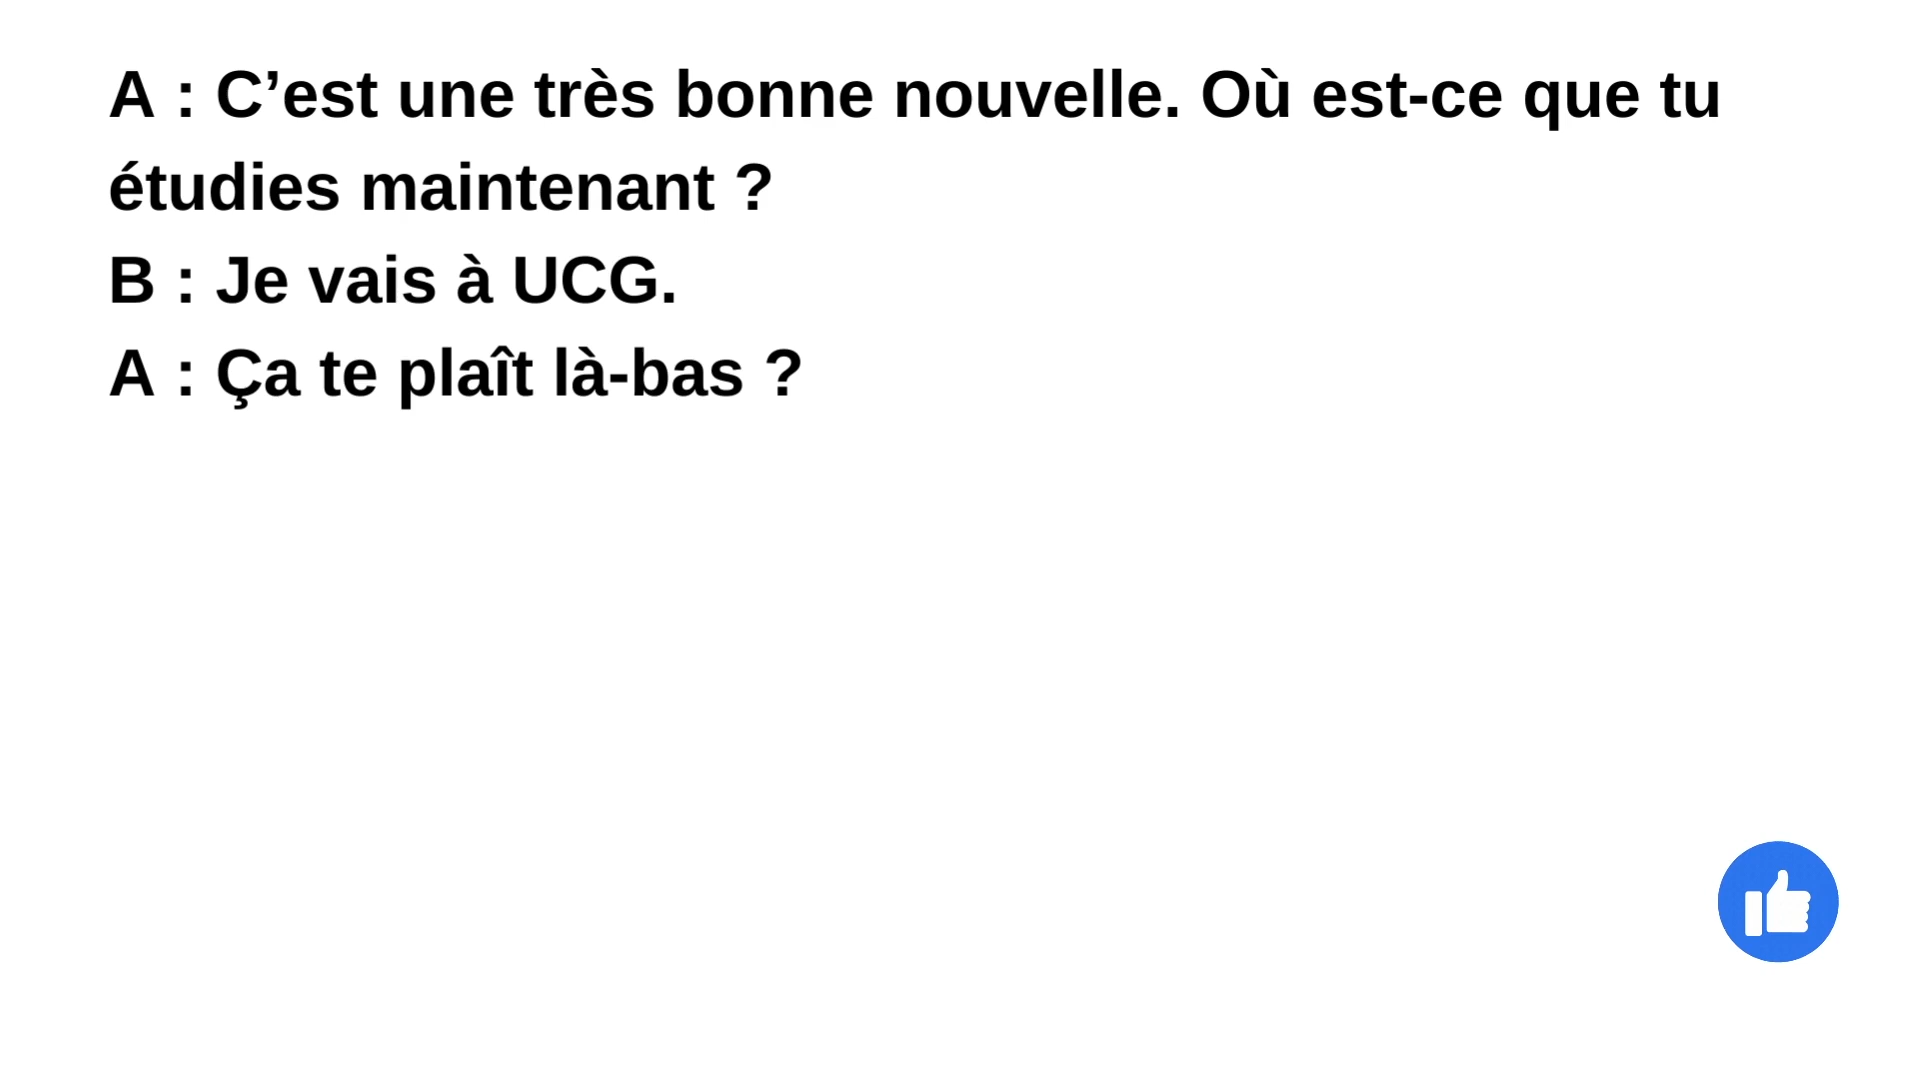 A : C’est une très bonne nouvelle. Où est-ce que tu
étudies maintenant ?
B : Je vais à UCG.
A : Ça te plaît là-bas ?